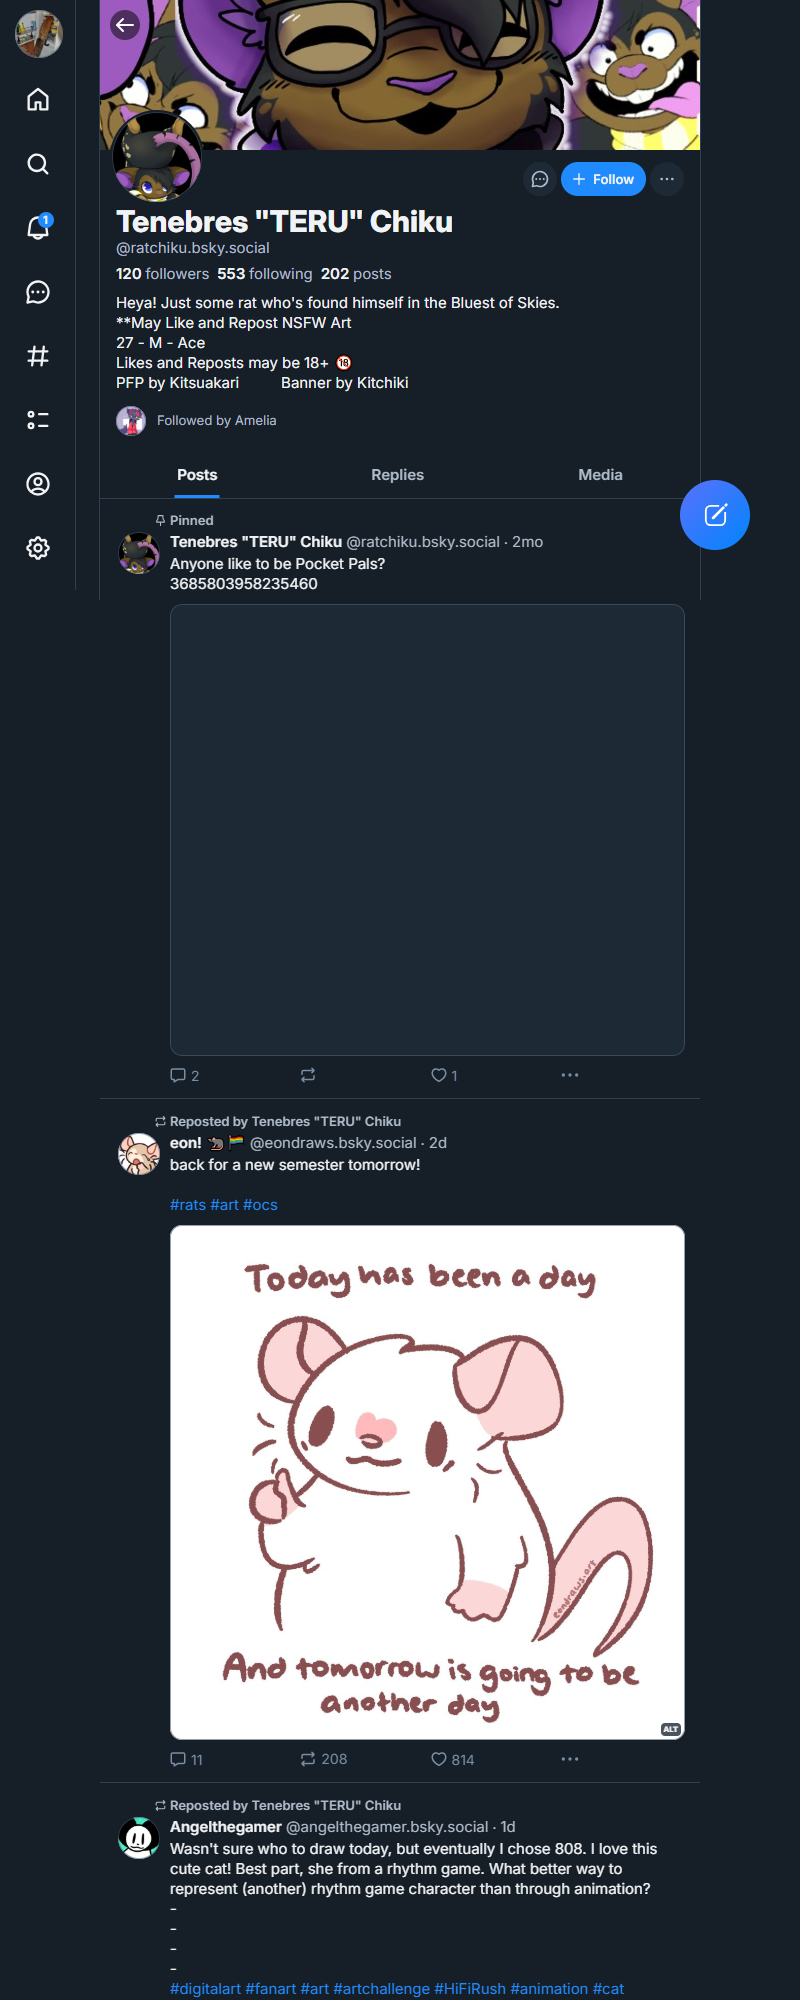 1
Follow
Tenebres "TERU" Chiku
@ratchiku.bsky.social
120 followers 553 following 202 posts
Heya! Just some rat who's found himself in the Bluest of Skies.
**May Like and Repost NSFW Art
27 - M - Ace
Likes and Reposts may be 18+ 🔞
PFP by Kitsuakari Banner by Kitchiki
Followed by Amelia
Posts Replies Media
Pinned
Tenebres "TERU" Chiku @ratchiku.bsky.social · 2mo
Anyone like to be Pocket Pals?
3685803958235460
2 1
Reposted by Tenebres "TERU" Chiku
eon! 🐀🏳️‍🌈 @eondraws.bsky.social · 2d
back for a new semester tomorrow!
#rats #art #ocs
Today has been a day
eondraws.art
And tomorrow is going to be
another day
ALT
11 208 814
Reposted by Tenebres "TERU" Chiku
Angelthegamer @angelthegamer.bsky.social · 1d
Wasn't sure who to draw today, but eventually I chose 808. I love this
cute cat! Best part, she from a rhythm game. What better way to
represent (another) rhythm game character than through animation?
-
-
-
-
#digitalart #fanart #art #artchallenge #HiFiRush #animation #cat